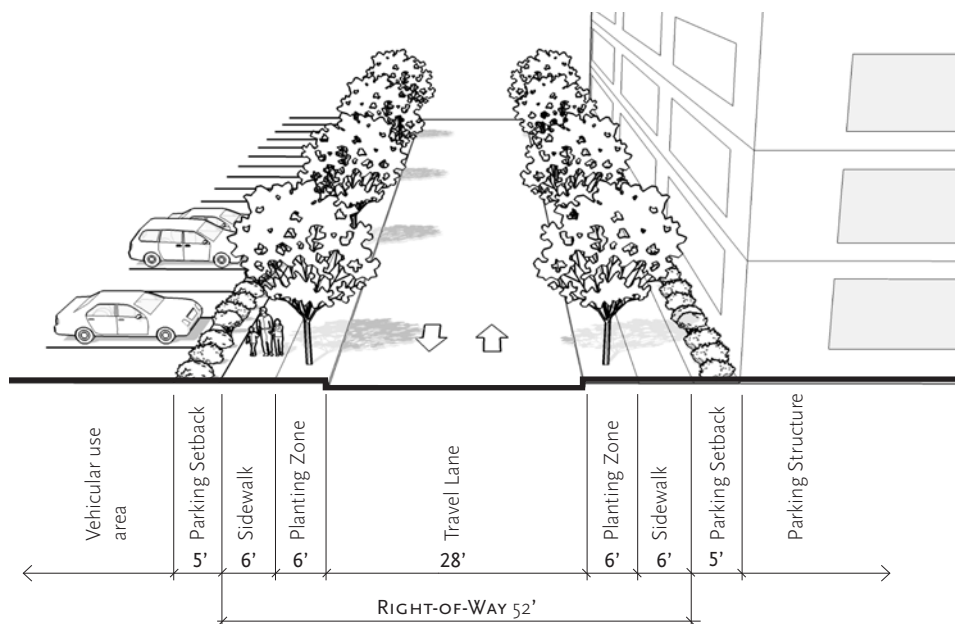 Vehicular use
area
Parking Setback
Sidewalk
Planting Zone
Travel Lane
Planting Zone
Sidewalk
Parking Setback
Parking Structure
5’
6’
6’
28’
6’
6’
5’
Right-of-Way 52’